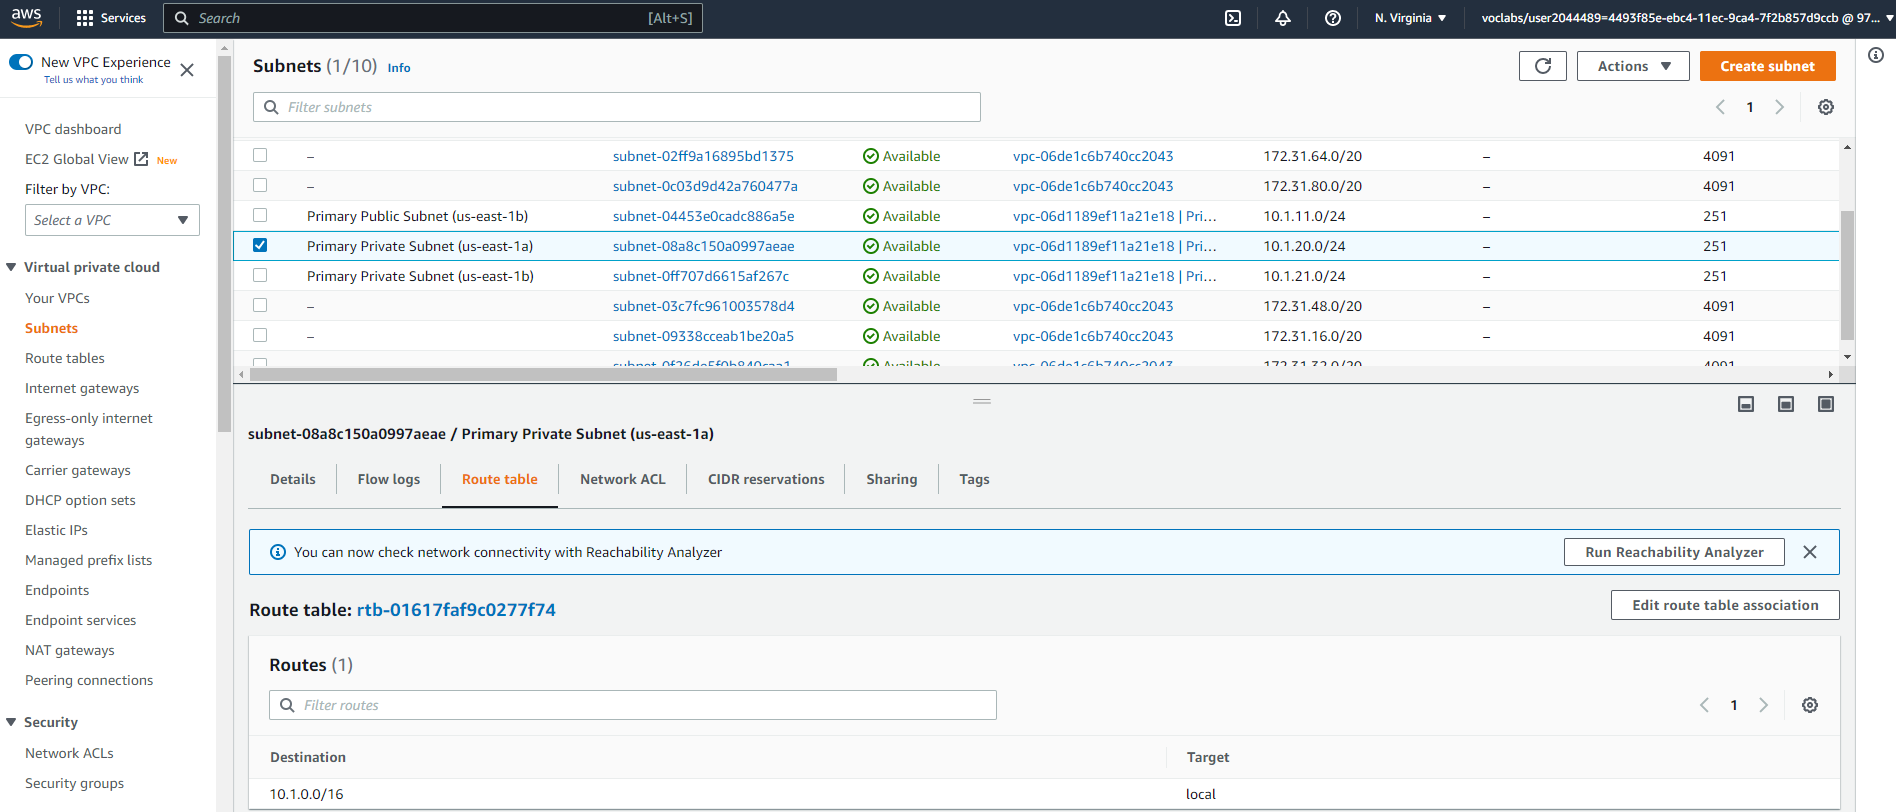 aws Services Search [Alt+S] N. Virginia voclabs/user2044489=4493f85e-ebc4-11ec-9ca4-7f2b857d9ccb @ 97...
New VPC Experience
Tell us what you think
VPC dashboard
EC2 Global View New
Filter by VPC:
Select a VPC
Virtual private cloud
Your VPCs
Subnets
Route tables
Internet gateways
Egress-only internet
gateways
Carrier gateways
DHCP option sets
Elastic IPs
Managed prefix lists
Endpoints
Endpoint services
NAT gateways
Peering connections
Security
Network ACLs
Security groups
Subnets (1/10) Info
Actions
Create subnet
Filter subnets
1
– subnet-02ff9a16895bd1375 Available vpc-06de1c6b740cc2043 172.31.64.0/20 – 4091
– subnet-0c03d9d42a760477a Available vpc-06de1c6b740cc2043 172.31.80.0/20 – 4091
Primary Public Subnet (us-east-1b) subnet-04453e0cadc886a5e Available vpc-06d1189ef11a21e18 | Pri... 10.1.11.0/24 – 251
Primary Private Subnet (us-east-1a) subnet-08a8c150a0997aeae Available vpc-06d1189ef11a21e18 | Pri... 10.1.20.0/24 – 251
Primary Private Subnet (us-east-1b) subnet-0ff707d6615af267c Available vpc-06d1189ef11a21e18 | Pri... 10.1.21.0/24 – 251
– subnet-03c7fc961003578d4 Available vpc-06de1c6b740cc2043 172.31.48.0/20 – 4091
– subnet-09338cceab1be20a5 Available vpc-06de1c6b740cc2043 172.31.16.0/20 – 4091
Available vpc-06de1c6b740cc2043 172.31.32.0/20 4091
subnet-08a8c150a0997aeae / Primary Private Subnet (us-east-1a)
Details
Flow logs
Route table
Network ACL
CIDR reservations
Sharing
Tags
You can now check network connectivity with Reachability Analyzer
Run Reachability Analyzer
Route table: rtb-01617faf9c0277f74
Edit route table association
Routes (1)
Filter routes
1
Destination Target
10.1.0.0/16 local